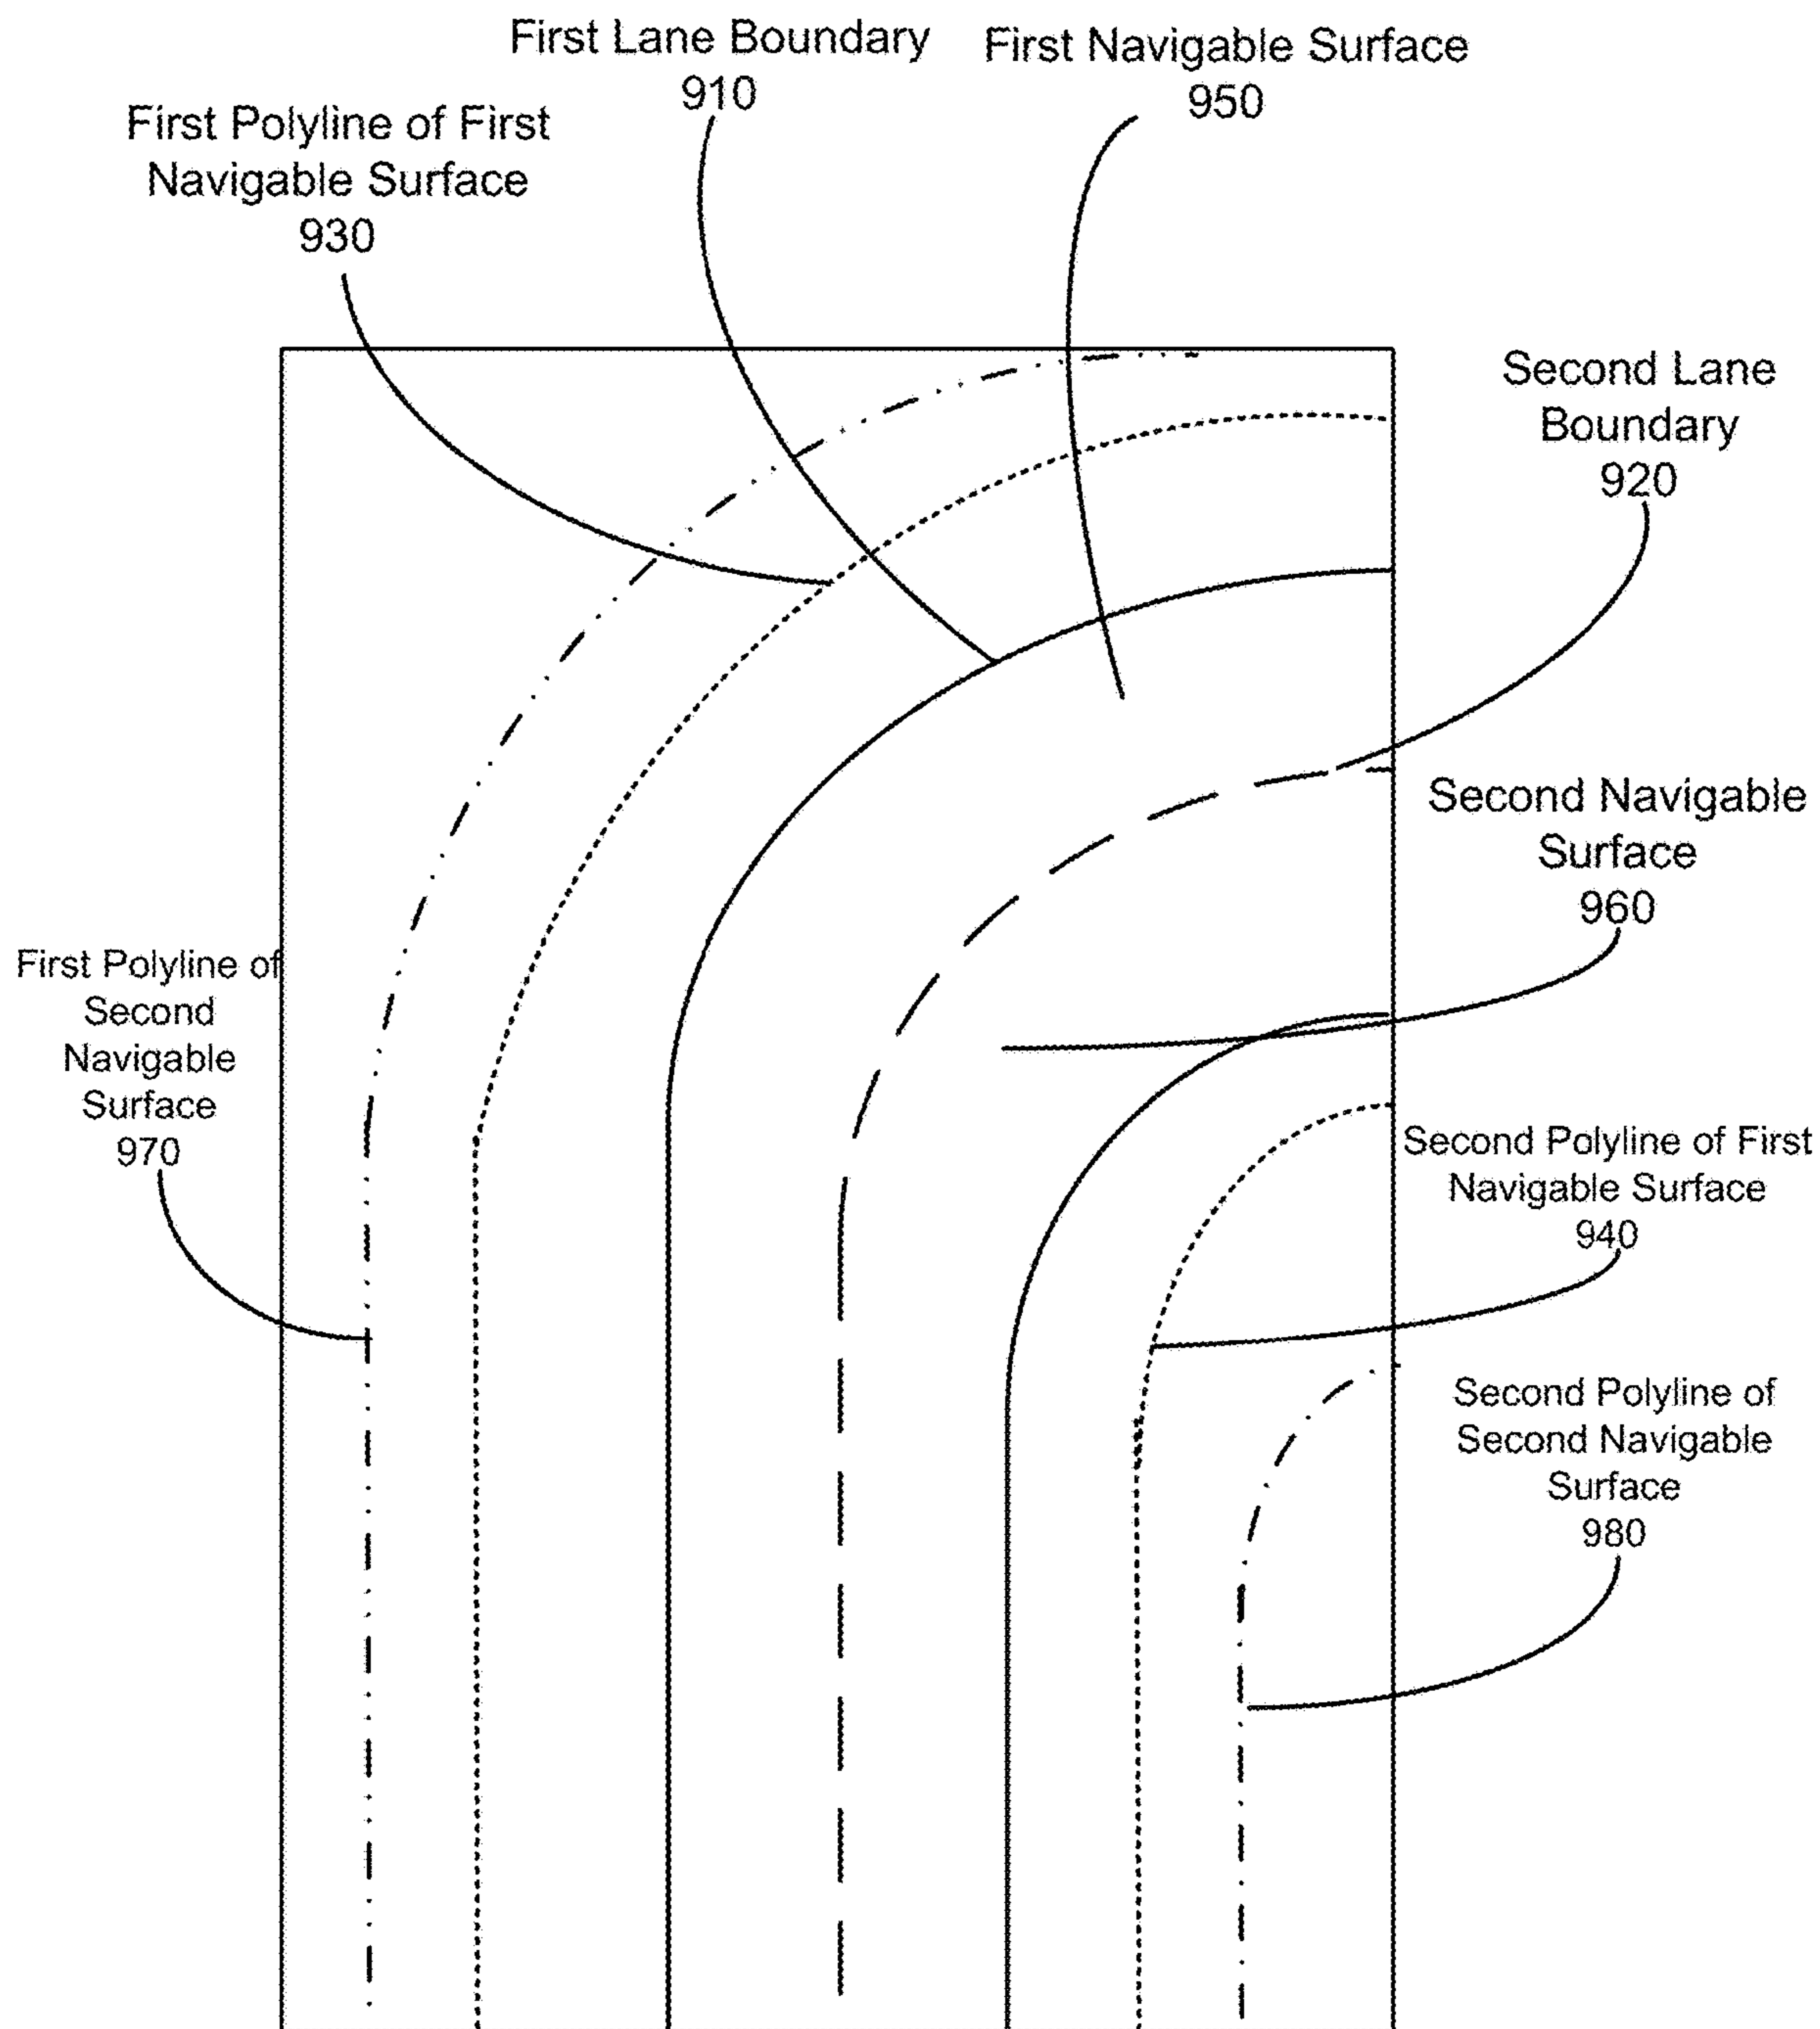 First Lane Boundary
910
First Navigable Surface
950
First Polyline of First
Navigable Surface
930
Second Lane
Boundary
920
Second Navigable
Surface
960
First Polyline of
Second
Navigable
Surface
970
Second Polyline of First
Navigable Surface
940
Second Polyline of
Second Navigable
Surface
980